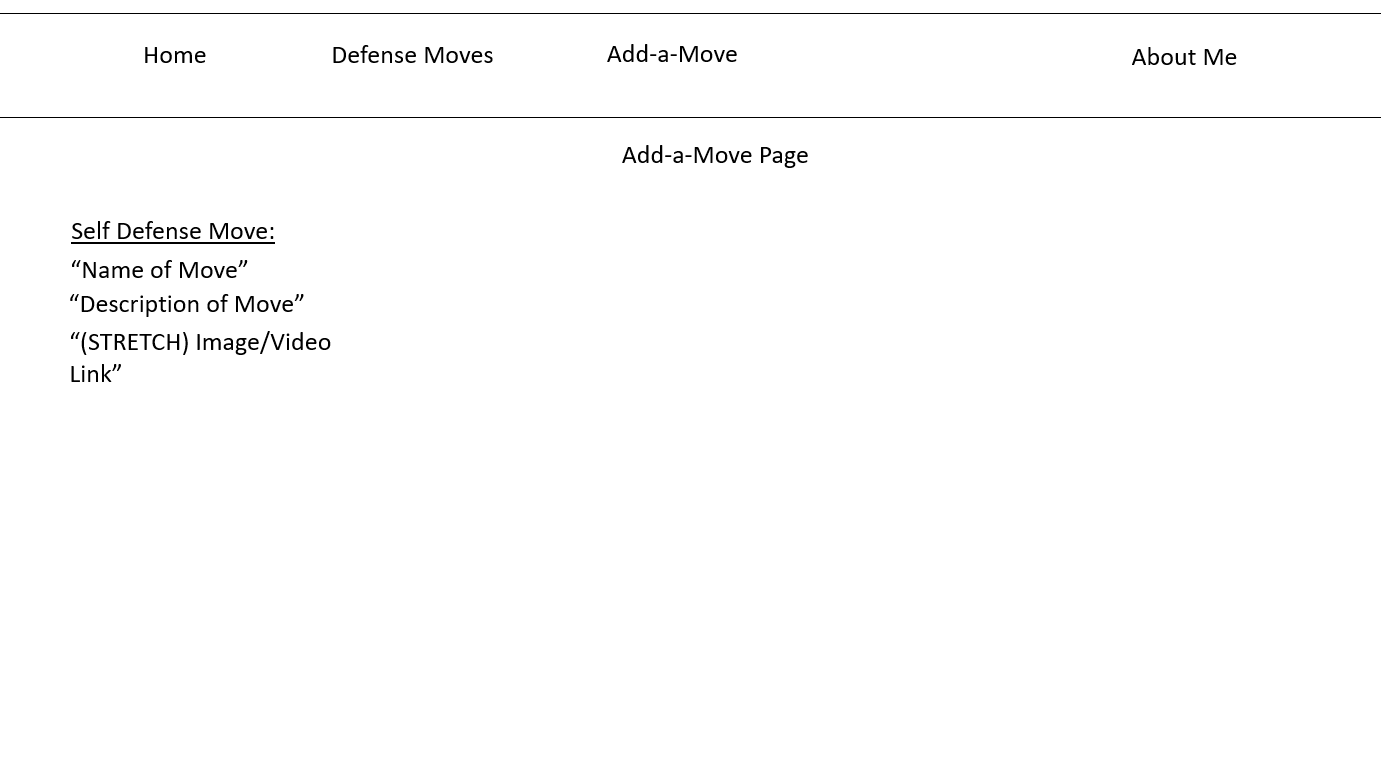 Home Defense Moves Add-a-Move About Me
Add-a-Move Page
Self Defense Move:
“Name of Move”
“Description of Move”
“(STRETCH) Image/Video
Link”